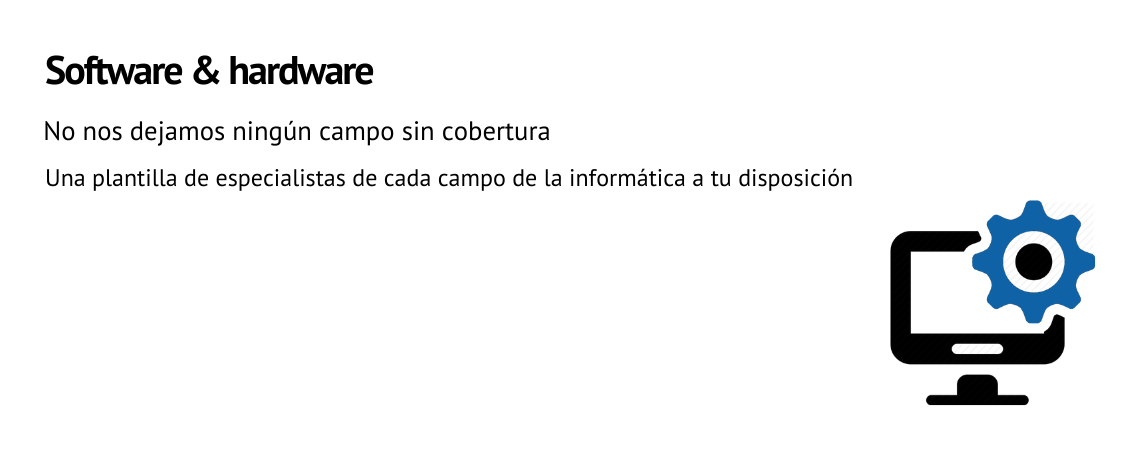 Software & hardware
No nos dejamos ningún campo sin cobertura
Una plantilla de especialistas de cada campo de la informática a tu disposición